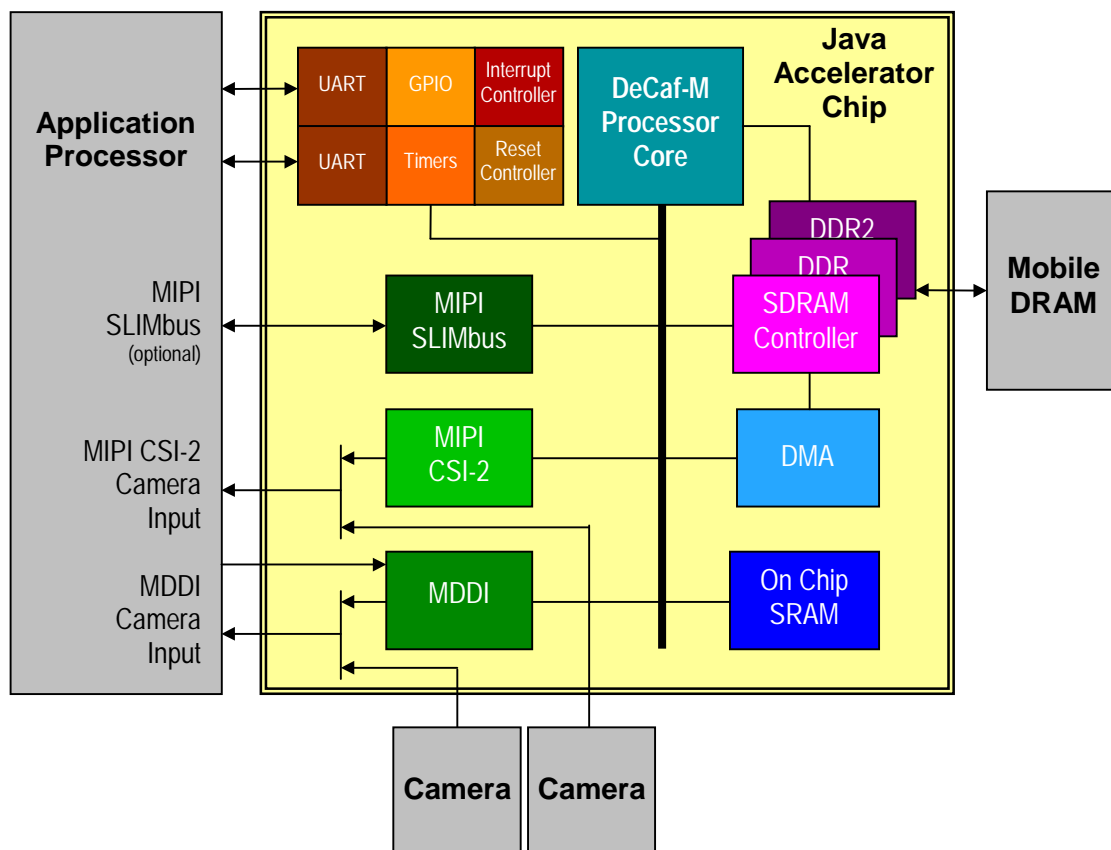 Application
Processor
MIPI
SLIMbus
(optional)
MIPI CSI-2
Camera
Input
MDDI
Camera
Input
Java
Accelerator
Chip
UART
GPIO
Interrupt
Controller
UART
Timers
Reset
Controller
DeCaf-M
Processor
Core
DDR2
DDR
SDRAM
Controller
MIPI
SLIMbus
MIPI
CSI-2
DMA
MDDI
On Chip
SRAM
Mobile
DRAM
Camera
Camera